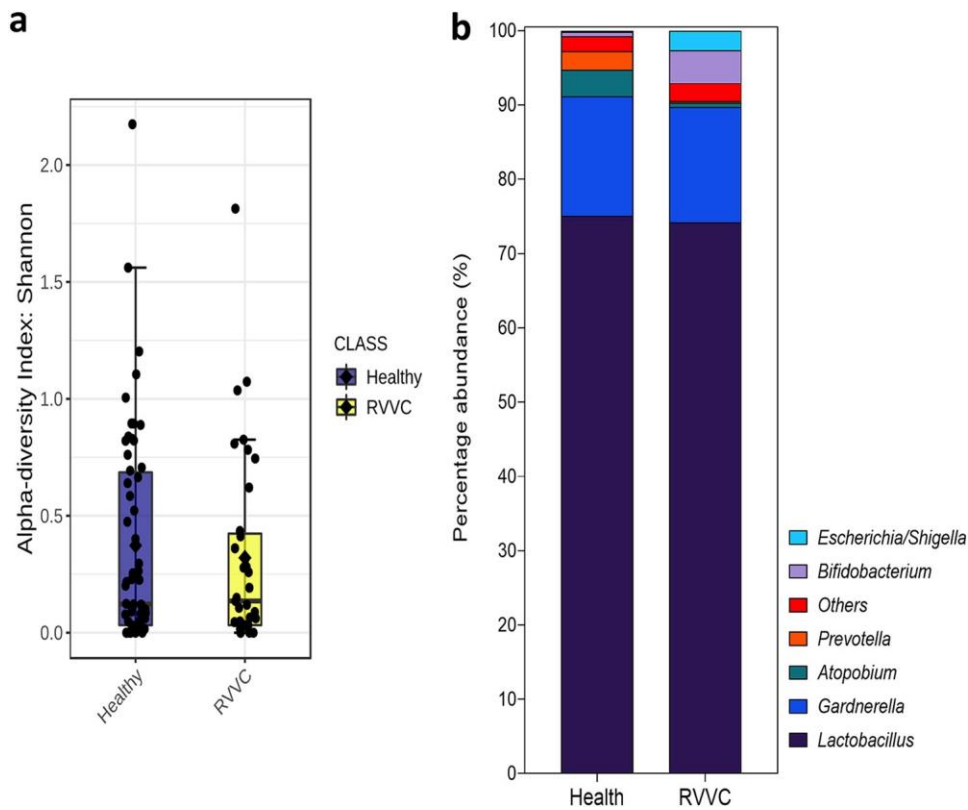 a
Alpha-diversity Index: Shannon
2.0
1.5
1.0
0.5
0.0
Healthy
RVVC
CLASS
Healthy
RVVC
b
Percentage abundance (%)
100
90
80
70
60
50
40
30
20
10
0
Health
RVVC
Escherichia/Shigella
Bifidobacterium
Others
Prevotella
Atopobium
Gardnerella
Lactobacillus